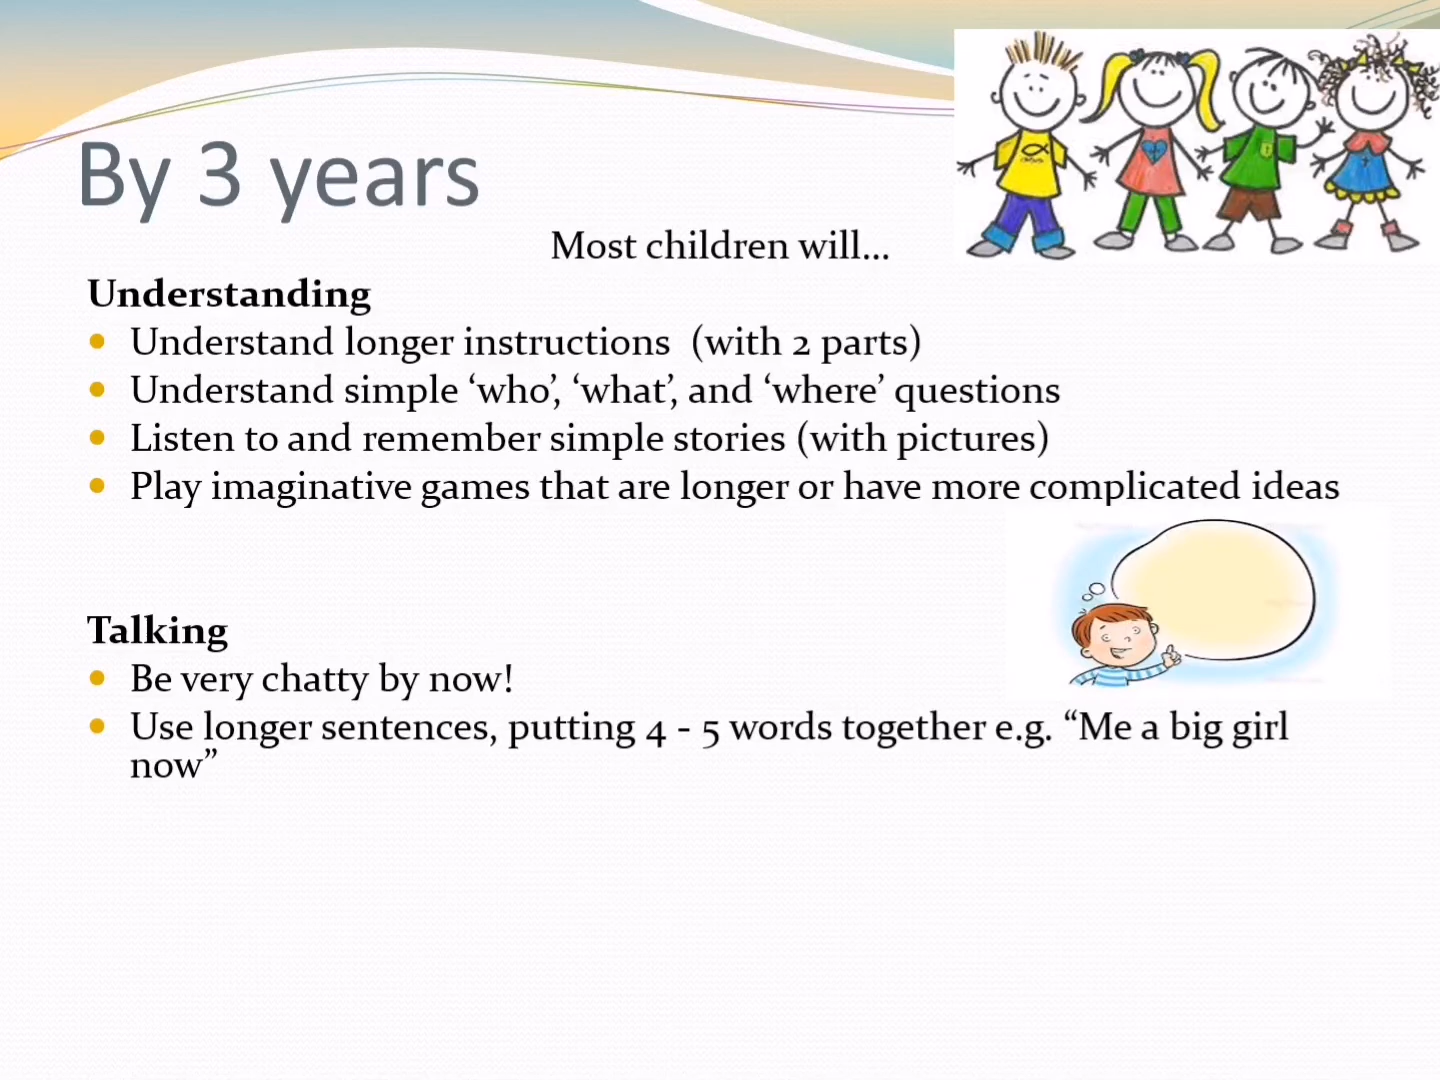 By 3 years
Most children will...
Understanding
Understand longer instructions  (with 2 parts)
Understand simple ‘who’, ‘what’, and ‘where’ questions
Listen to and remember simple stories (with pictures)
Play imaginative games that are longer or have more complicated ideas
Talking
Be very chatty by now!
Use longer sentences, putting 4 - 5 words together e.g. “Me a big girl
now”